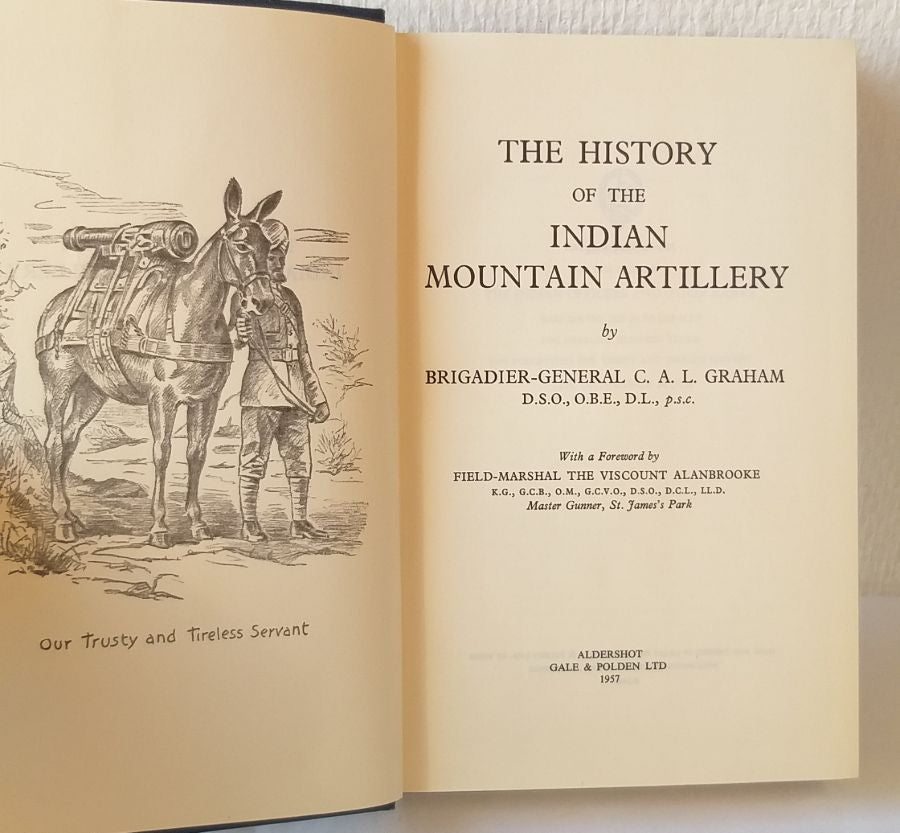 Our Trusty and Tireless Servant
THE HISTORY
OF THE
INDIAN
MOUNTAIN ARTILLERY
by
BRIGADIER-GENERAL C. A. L. GRAHAM
D.S.O., O.B.E., D.L., p.s.c.
With a Foreword by
FIELD-MARSHAL THE VISCOUNT ALANBROOKE
K.G., G.C.B., O.M., G.C.V.O., D.S.O., D.C.L., LL.D.
Master Gunner, St. James's Park
ALDERSHOT
GALE & POLDEN LTD
1957